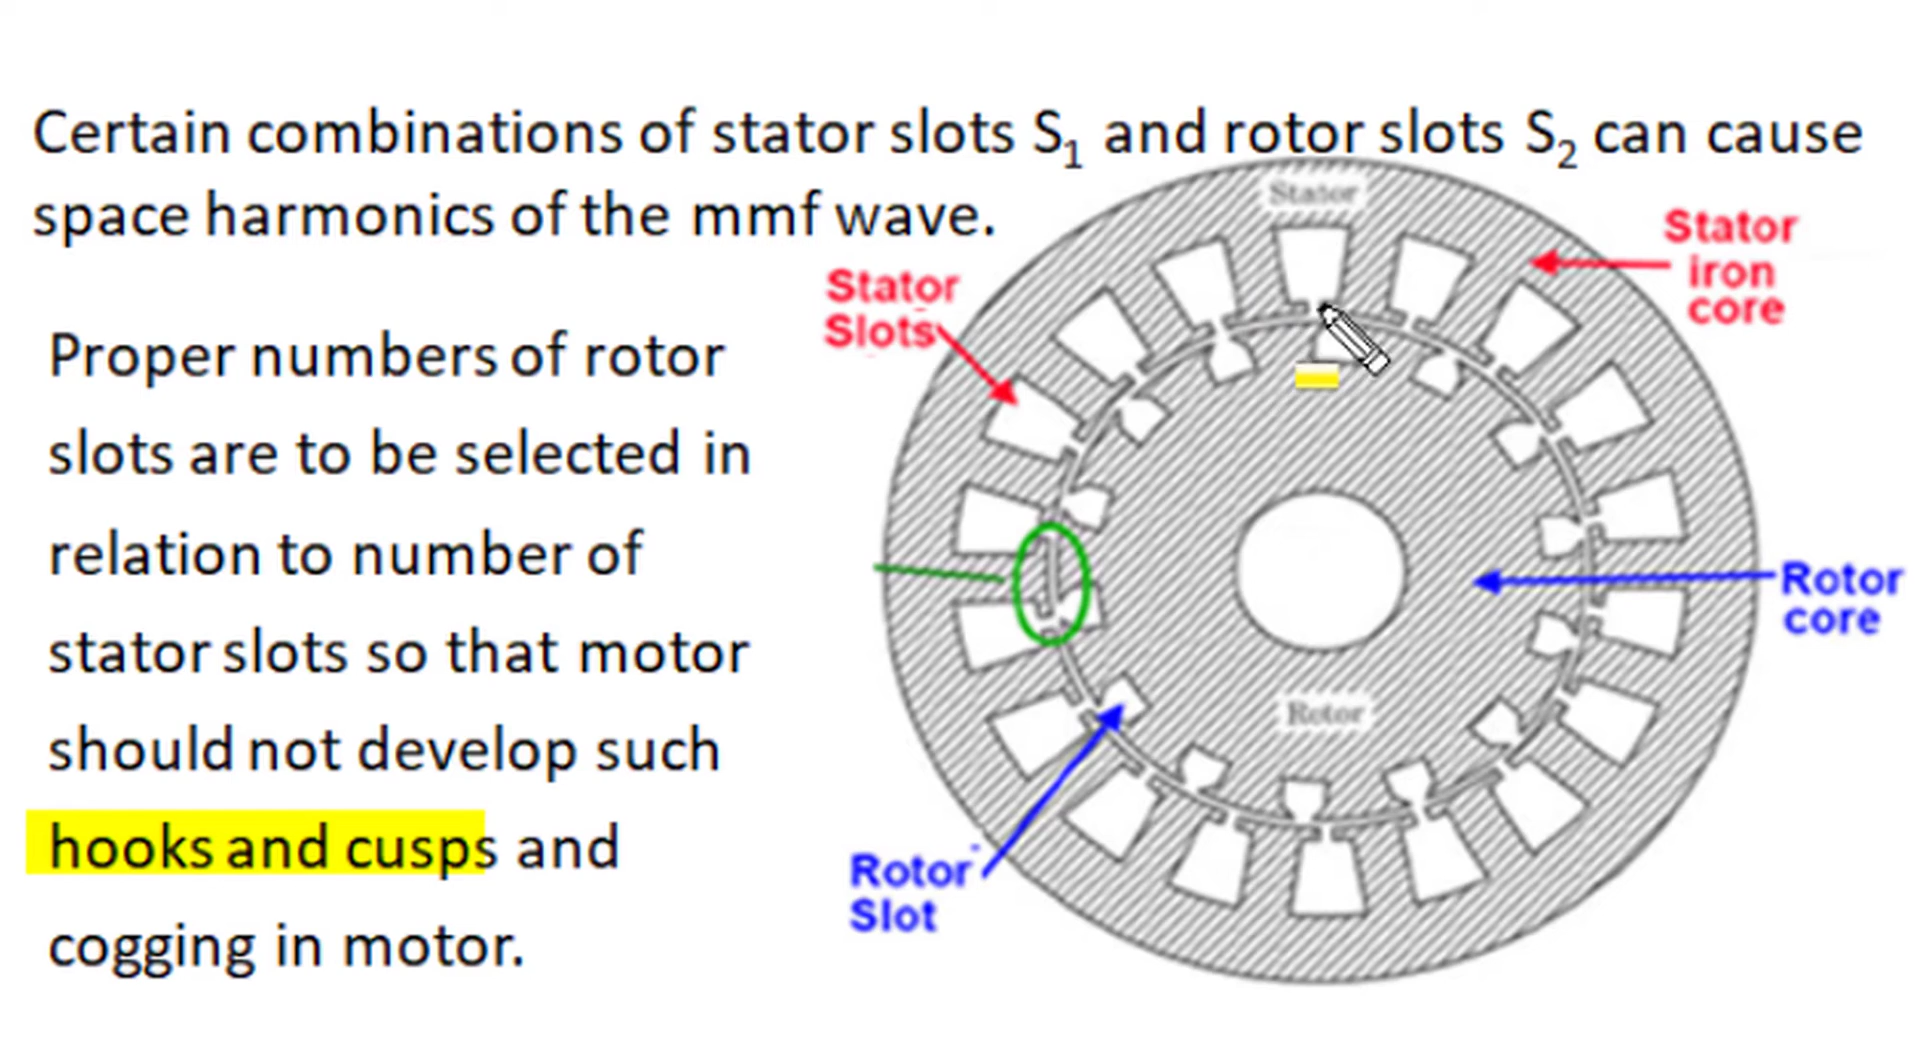 Certain combinations of stator slots S₁ and rotor slots S₂ can cause
space harmonics of the mmf wave.
Proper numbers of rotor
slots are to be selected in
relation to number of
stator slots so that motor
should not develop such
hooks and cusps and
cogging in motor.
Stator
Stator
Slots
Stator
iron
core
Rotor
core
Rotor
Rotor
Slot